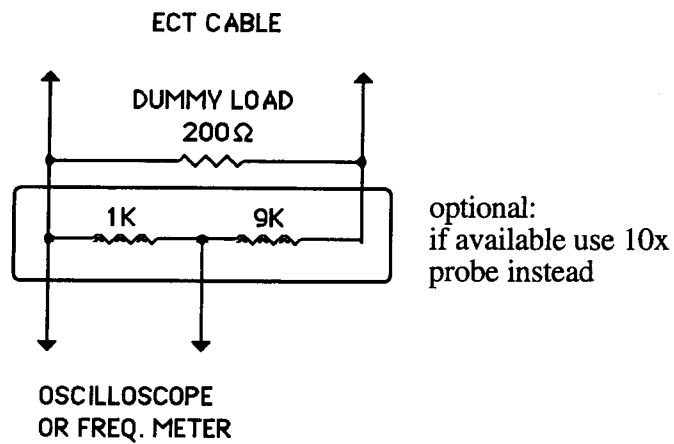 ECT CABLE
DUMMY LOAD
200Ω
1K
9K
optional:
if available use 10x
probe instead
OSCILLOSCOPE
OR FREQ. METER